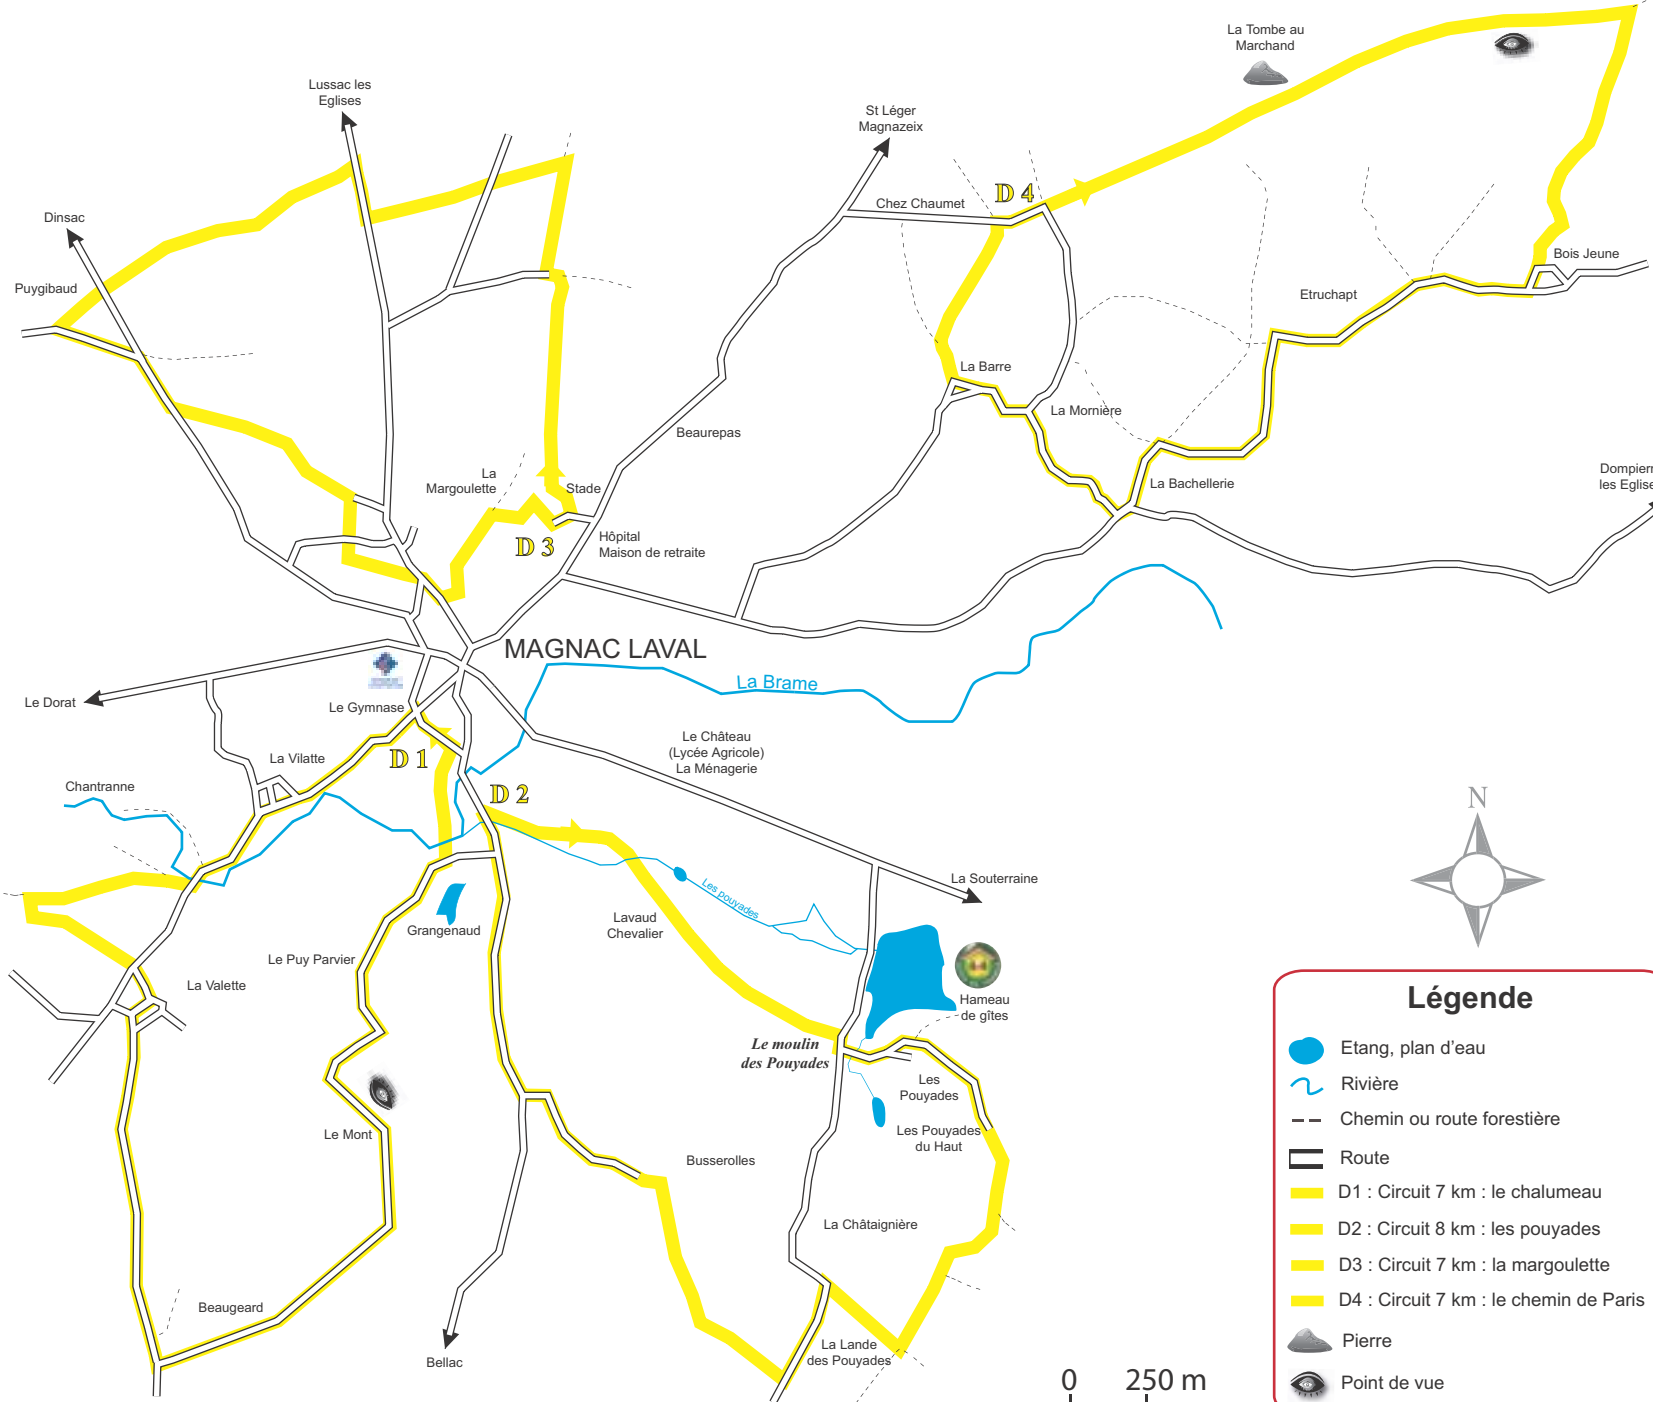 La Tombe au
Marchand
Lussac les
Eglises
St Léger
Magnazeix
D 4
Chez Chaumet
Dinsac
Puygibaud
Bois Jeune
Etruchapt
La Barre
La Mornière
Beaurepas
La
Margoulette
Stade
La Bachellerie
Dompierr
les Eglise
D 3
Hôpital
Maison de retraite
MAGNAC LAVAL
La Brame
Le Dorat
Le Gymnase
D 1
La Vilatte
Le Château
(Lycée Agricole)
La Ménagerie
Chantranne
D 2
N
La Souterraine
Les pouyades
Lavaud
Chevalier
Grangenaud
Le Puy Parvier
La Valette
Hameau
de gîtes
Le moulin
des Pouyades
Les
Pouyades
Les Pouyades
du Haut
Le Mont
Busserolles
La Châtaignière
Beaugeard
Bellac
La Lande
des Pouyades
0 250 m
Légende
Etang, plan d'eau
Rivière
Chemin ou route forestière
Route
D1 : Circuit 7 km : le chalumeau
D2 : Circuit 8 km : les pouyades
D3 : Circuit 7 km : la margoulette
D4 : Circuit 7 km : le chemin de Paris
Pierre
Point de vue